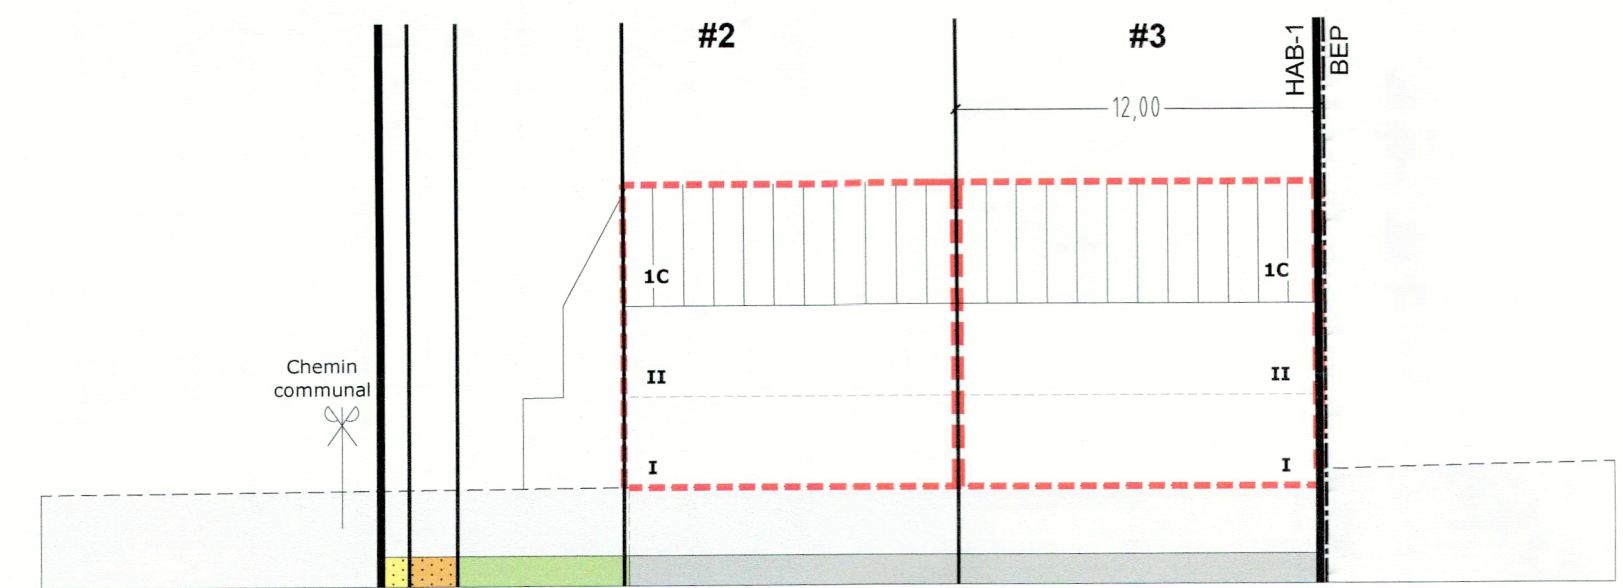 #2
#3
HAB-1
BEP
12,00
1C
1C
Chemin
communal
II
II
I
I